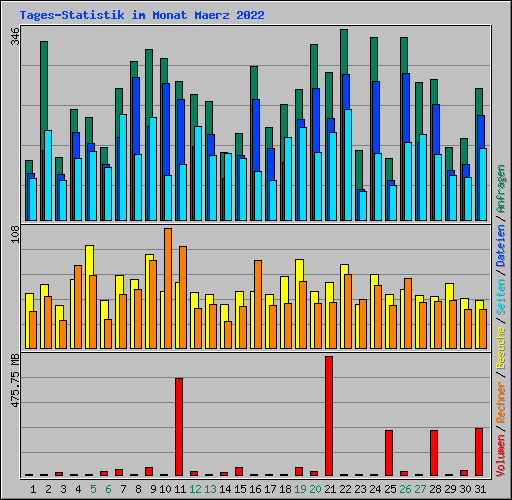 Tages-Statistik im Monat Maerz 2022
346
108
475.75 MB
Volumen / Rechner / Besuche / Seiten / Dateien / Anfragen
1 2 3 4 5 6 7 8 9 10 11 12 13 14 15 16 17 18 19 20 21 22 23 24 25 26 27 28 29 30 31